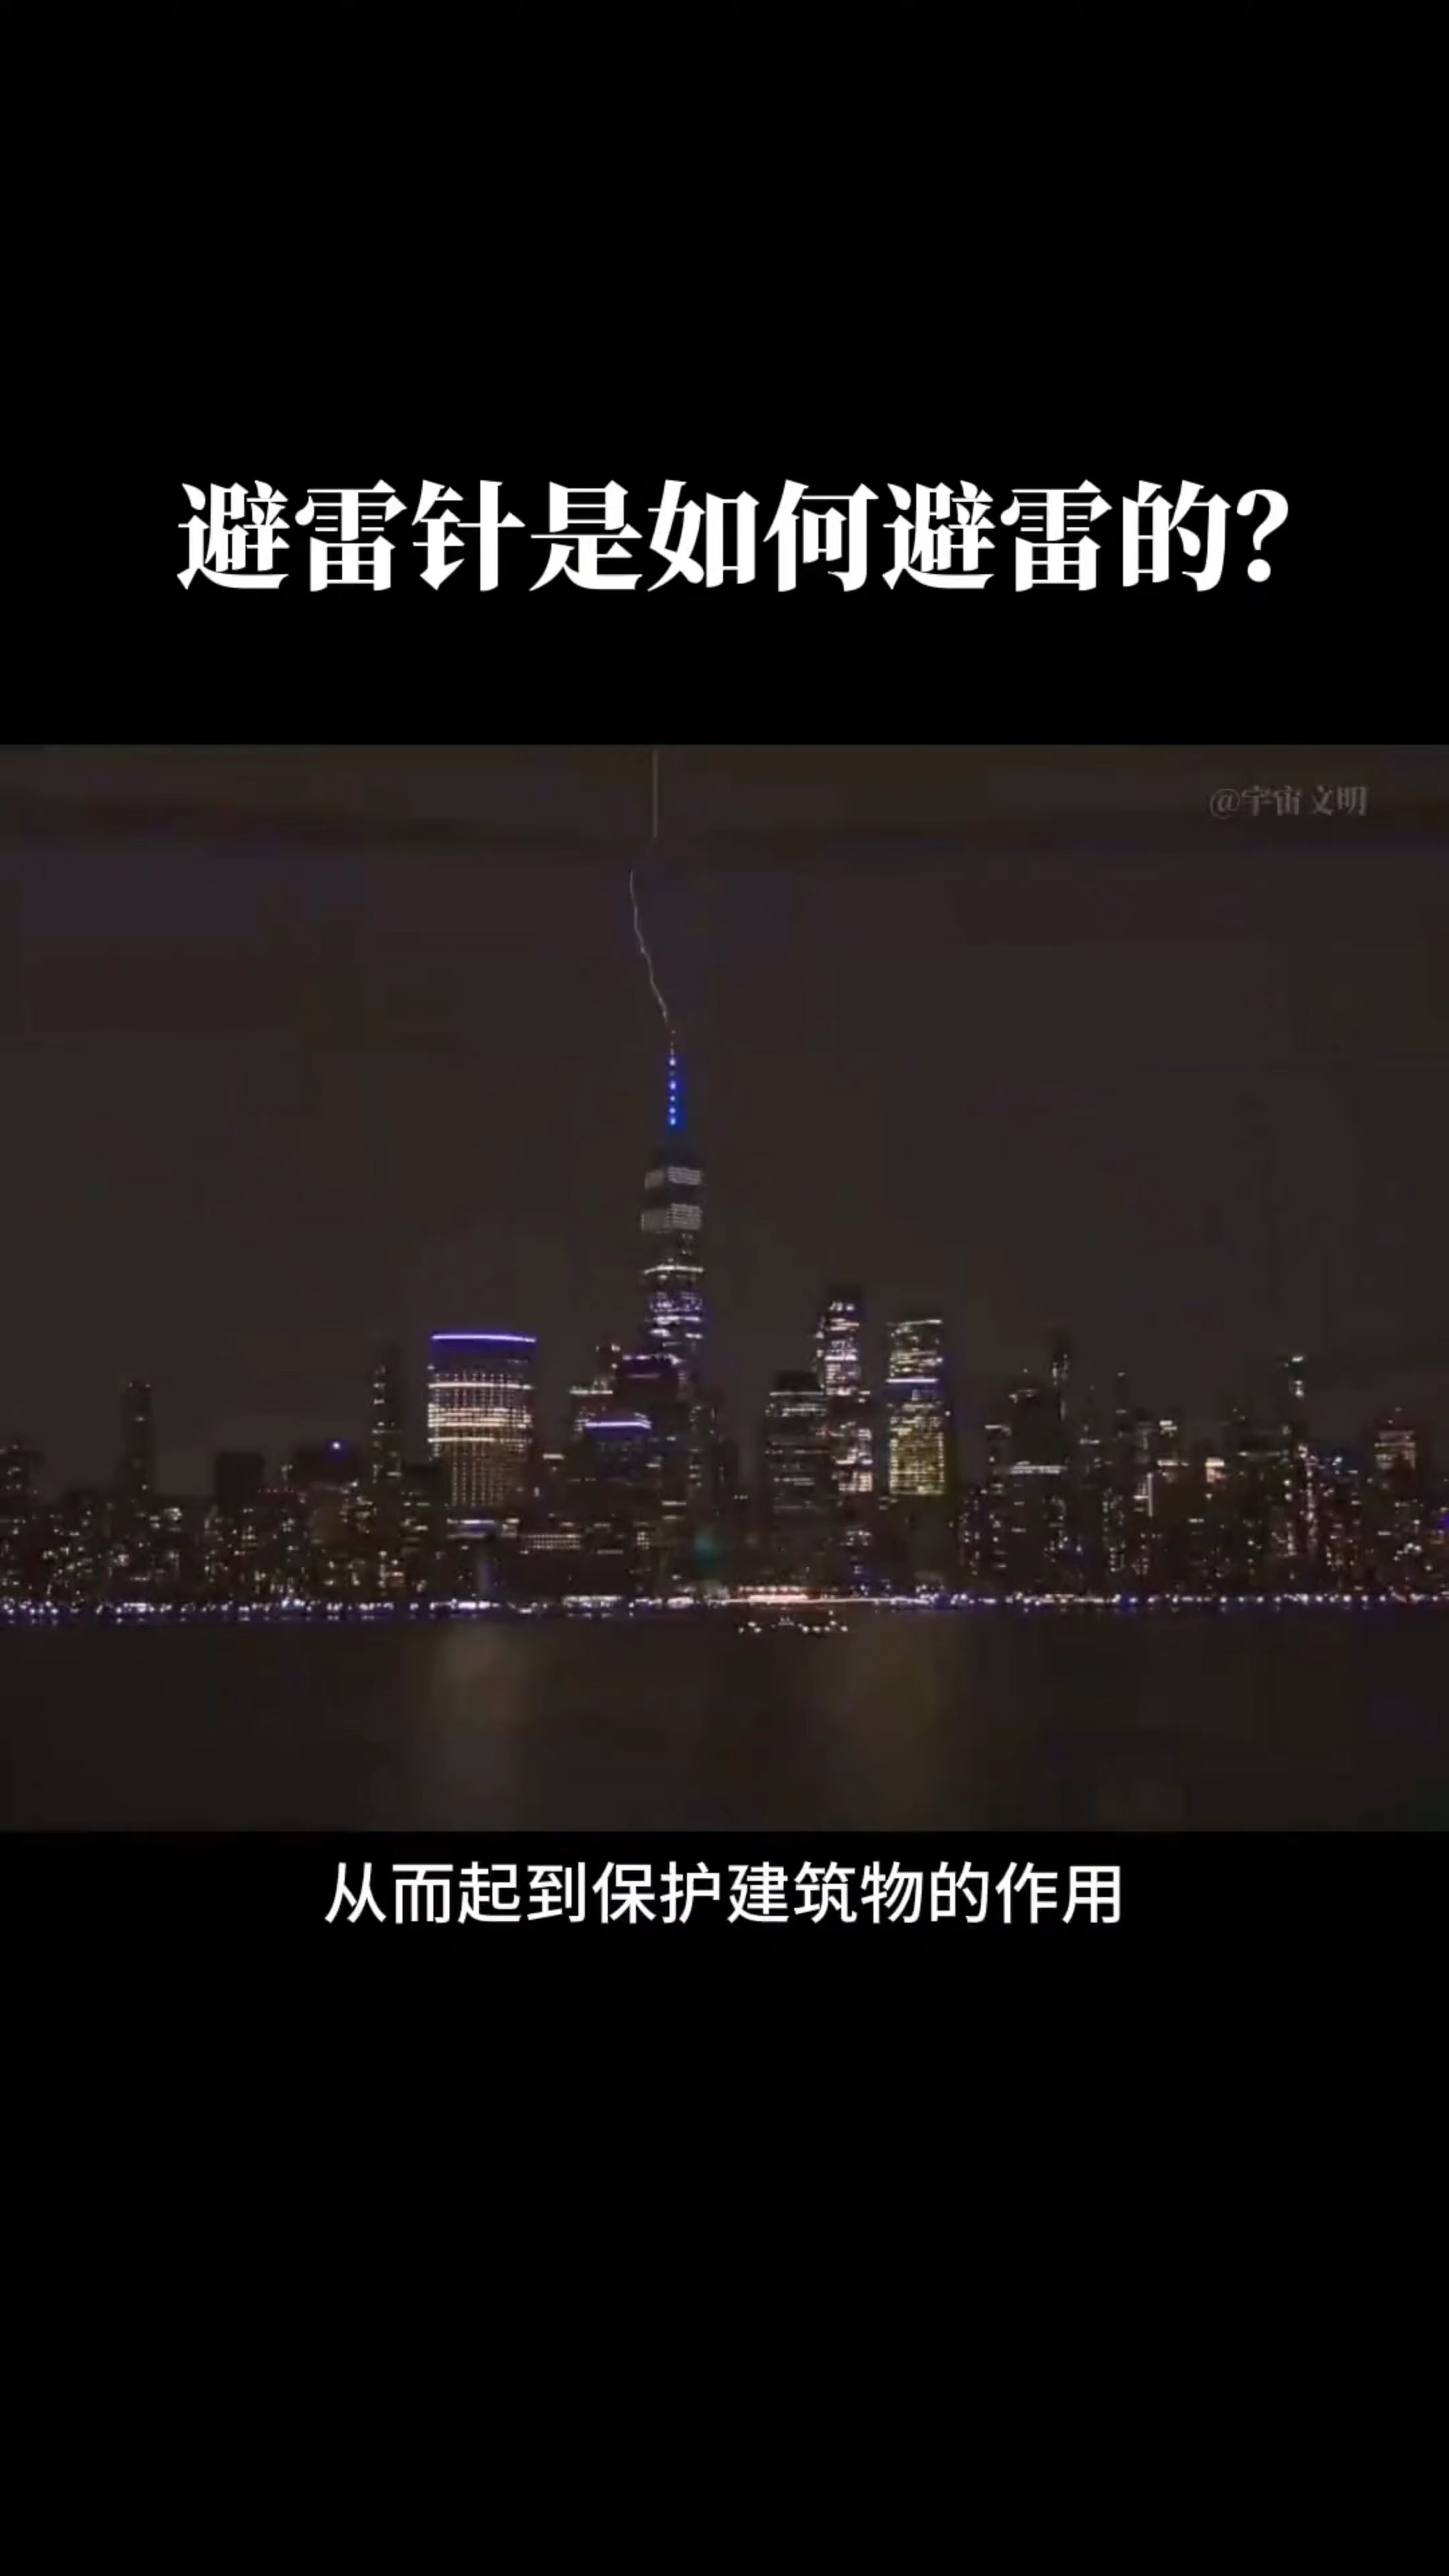 避雷针是如何避雷的?
@宇宙文明
从而起到保护建筑物的作用